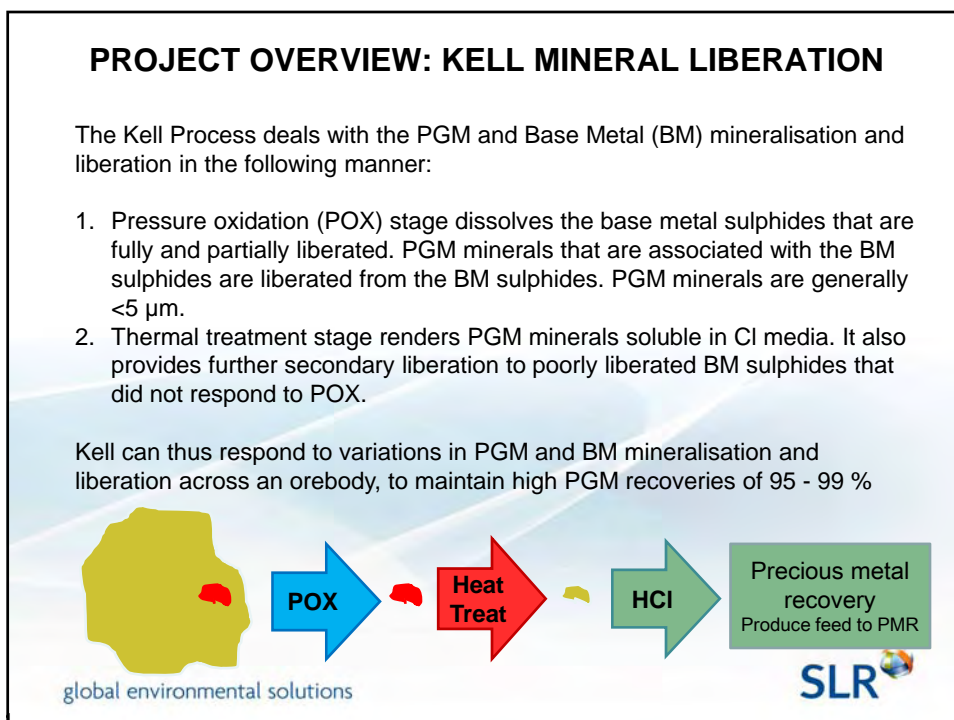 PROJECT OVERVIEW: KELL MINERAL LIBERATION
The Kell Process deals with the PGM and Base Metal (BM) mineralisation and
liberation in the following manner:
1. Pressure oxidation (POX) stage dissolves the base metal sulphides that are
fully and partially liberated. PGM minerals that are associated with the BM
sulphides are liberated from the BM sulphides. PGM minerals are generally
<5 µm.
2. Thermal treatment stage renders PGM minerals soluble in Cl media. It also
provides further secondary liberation to poorly liberated BM sulphides that
did not respond to POX.
Kell can thus respond to variations in PGM and BM mineralisation and
liberation across an orebody, to maintain high PGM recoveries of 95 - 99 %
POX
Heat
Treat
HCl
Precious metal
recovery
Produce feed to PMR
global environmental solutions
SLR